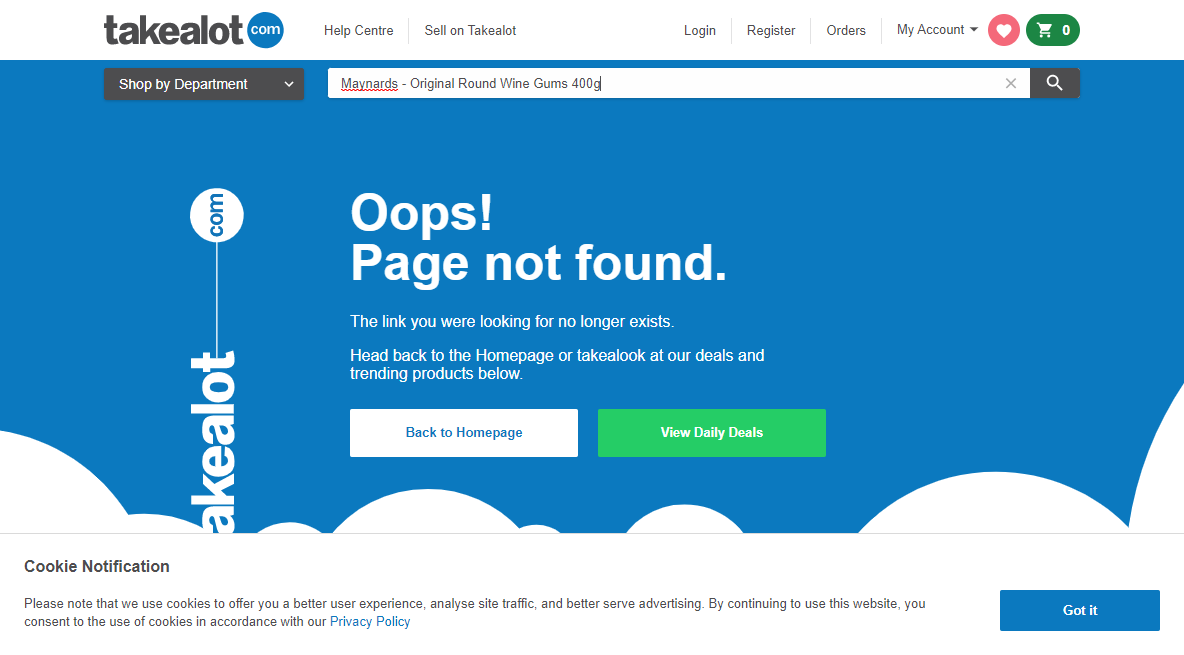 takealot com
Help Centre
Sell on Takealot
Login
Register
Orders
My Account
0
Shop by Department
Maynards - Original Round Wine Gums 400g
com
akealot
Oops!
Page not found.
The link you were looking for no longer exists.
Head back to the Homepage or takealook at our deals and
trending products below.
Back to Homepage
View Daily Deals
Cookie Notification
Please note that we use cookies to offer you a better user experience, analyse site traffic, and better serve advertising. By continuing to use this website, you
consent to the use of cookies in accordance with our Privacy Policy
Got it